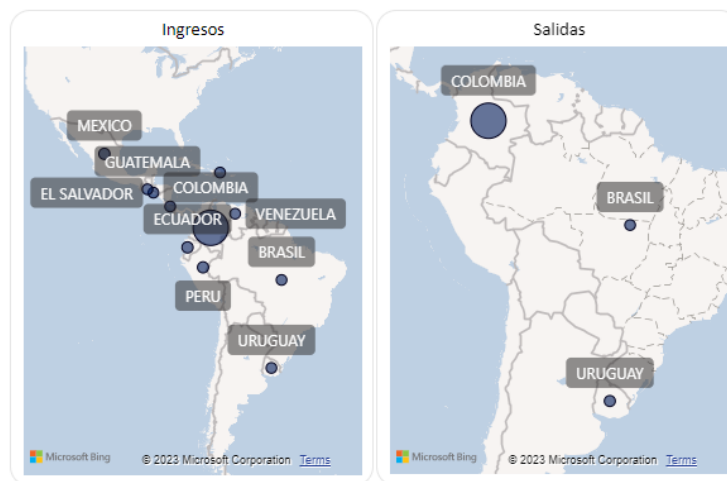 Ingresos
MEXICO
GUATEMALA
EL SALVADOR
COLOMBIA
ECUADOR
VENEZUELA
BRASIL
PERU
URUGUAY
Microsoft Bing
© 2023 Microsoft Corporation Terms
Salidas
COLOMBIA
BRASIL
URUGUAY
Microsoft Bing
© 2023 Microsoft Corporation Terms